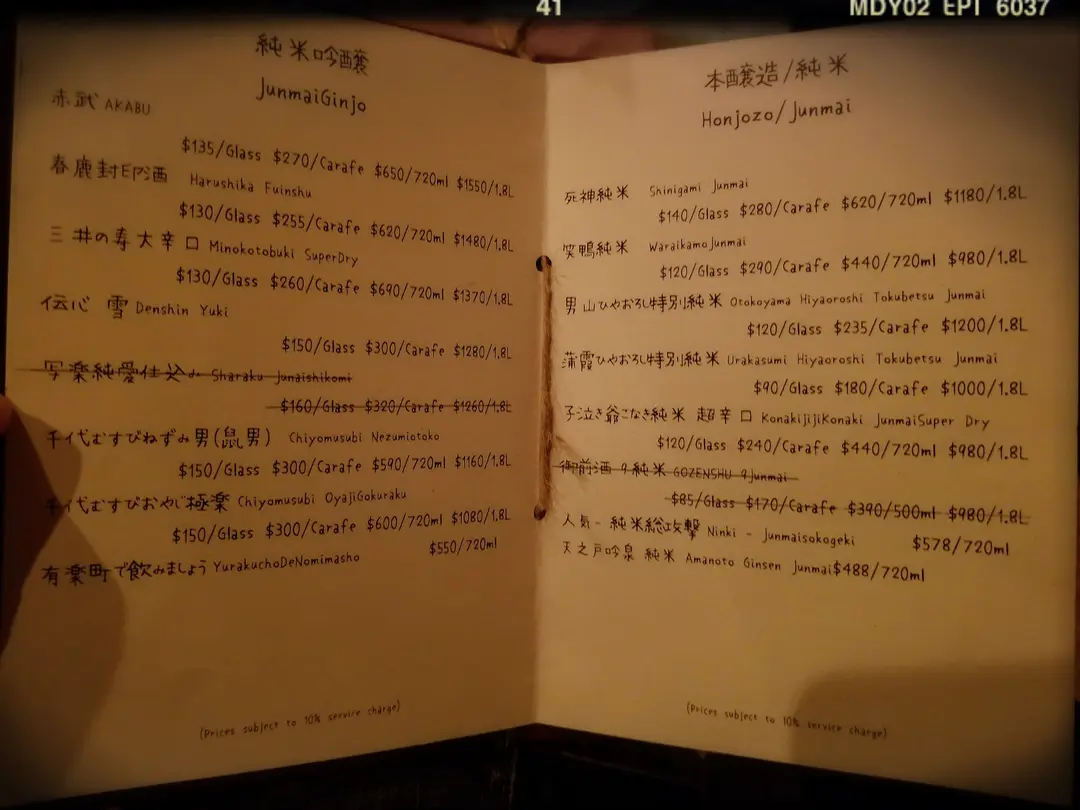 41
MDY02 EPI 6037
純米吟醸
JunmaiGinjo
赤武 AKABU
$135/Glass $270/Carafe $650/720ml $1550/1.8L
春鹿封印酒 Harushika Fuinshu
$130/Glass $255/Carafe $620/720ml $1480/1.8L
三井の寿大辛口 Minokotobuki SuperDry
$130/Glass $260/Carafe $690/720ml $1370/1.8L
伝心 雪 Denshin Yuki
$150/Glass $300/Carafe $1280/1.8L
写楽純愛仕込み Sharaku Junaishikomi
$160/Glass $320/Carafe $1260/1.8L
千代むすびねずみ男(鼠男) Chiyomusubi Nezumiotoko
$150/Glass $300/Carafe $590/720ml $1160/1.8L
千代むすびおやじ極楽 Chiyomusubi OyajiGokuraku
$150/Glass $300/Carafe $600/720ml $1080/1.8L
$550/720ml
有楽町で飲みましょう YurakuchoDeNomimasho
(Prices subject to 10% service charge)
本醸造/純米
Honjozo/Junmai
死神純米 Shinigami Junmai
$140/Glass $280/Carafe $620/720ml $1180/1.8L
笑鴨純米 WaraikamoJunmai
$120/Glass $290/Carafe $440/720ml $980/1.8L
男山ひやおろし特別純米 Otokoyama Hiyaoroshi Tokubetsu Junmai
$120/Glass $235/Carafe $1200/1.8L
蒲霞ひやおろし特別純米 Urakasumi Hiyaoroshi Tokubetsu Junmai
$90/Glass $180/Carafe $1000/1.8L
子泣き爺こなき純米 超辛口 KonakijijiKonaki JunmaiSuper Dry
$120/Glass $240/Carafe $440/720ml $980/1.8L
御前酒 9純米 GOZENSHU 9Junmai
$85/Glass $170/Carafe $390/500ml $980/1.8L
人気- 純米総攻撃 Ninki - Junmaisokogeki $578/720ml
天之戸吟泉 純米 Amanoto Ginsen Junmai$488/720ml
(Prices subject to 10% service charge)